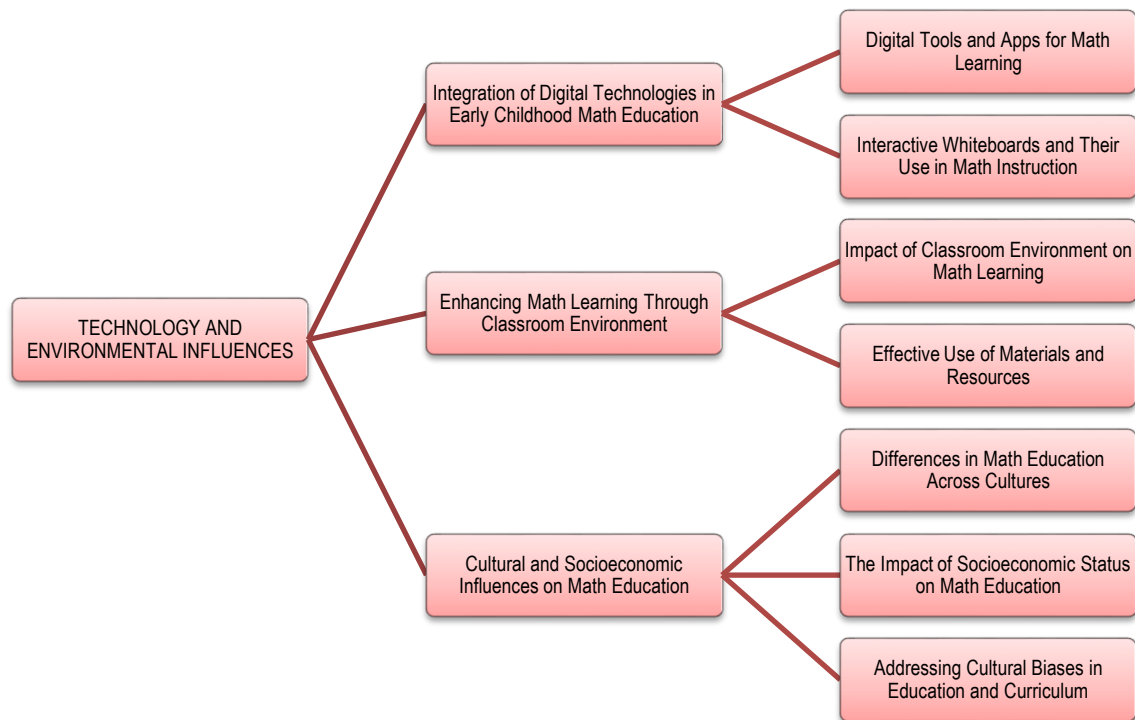 TECHNOLOGY AND
ENVIRONMENTAL INFLUENCES
Integration of Digital Technologies in
Early Childhood Math Education
Digital Tools and Apps for Math
Learning
Interactive Whiteboards and Their
Use in Math Instruction
Enhancing Math Learning Through
Classroom Environment
Impact of Classroom Environment on
Math Learning
Effective Use of Materials and
Resources
Cultural and Socioeconomic
Influences on Math Education
Differences in Math Education
Across Cultures
The Impact of Socioeconomic Status
on Math Education
Addressing Cultural Biases in
Education and Curriculum